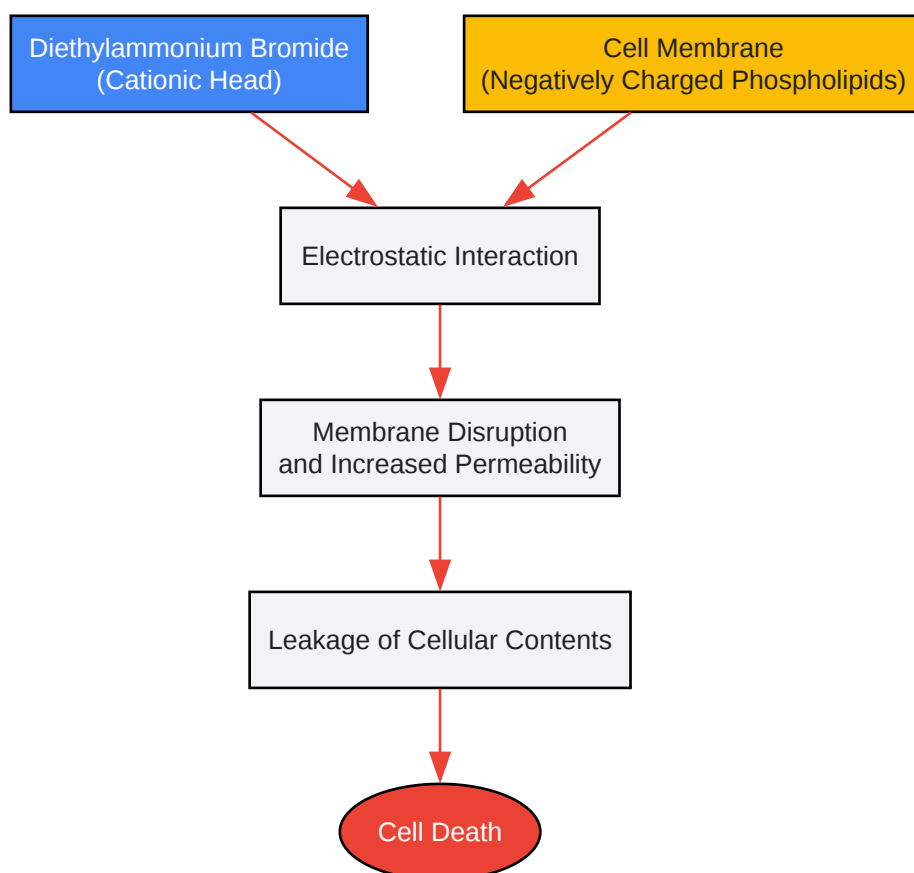 Diethylammonium Bromide
(Cationic Head)
Cell Membrane
(Negatively Charged Phospholipids)
Electrostatic Interaction
Membrane Disruption
and Increased Permeability
Leakage of Cellular Contents
Cell Death